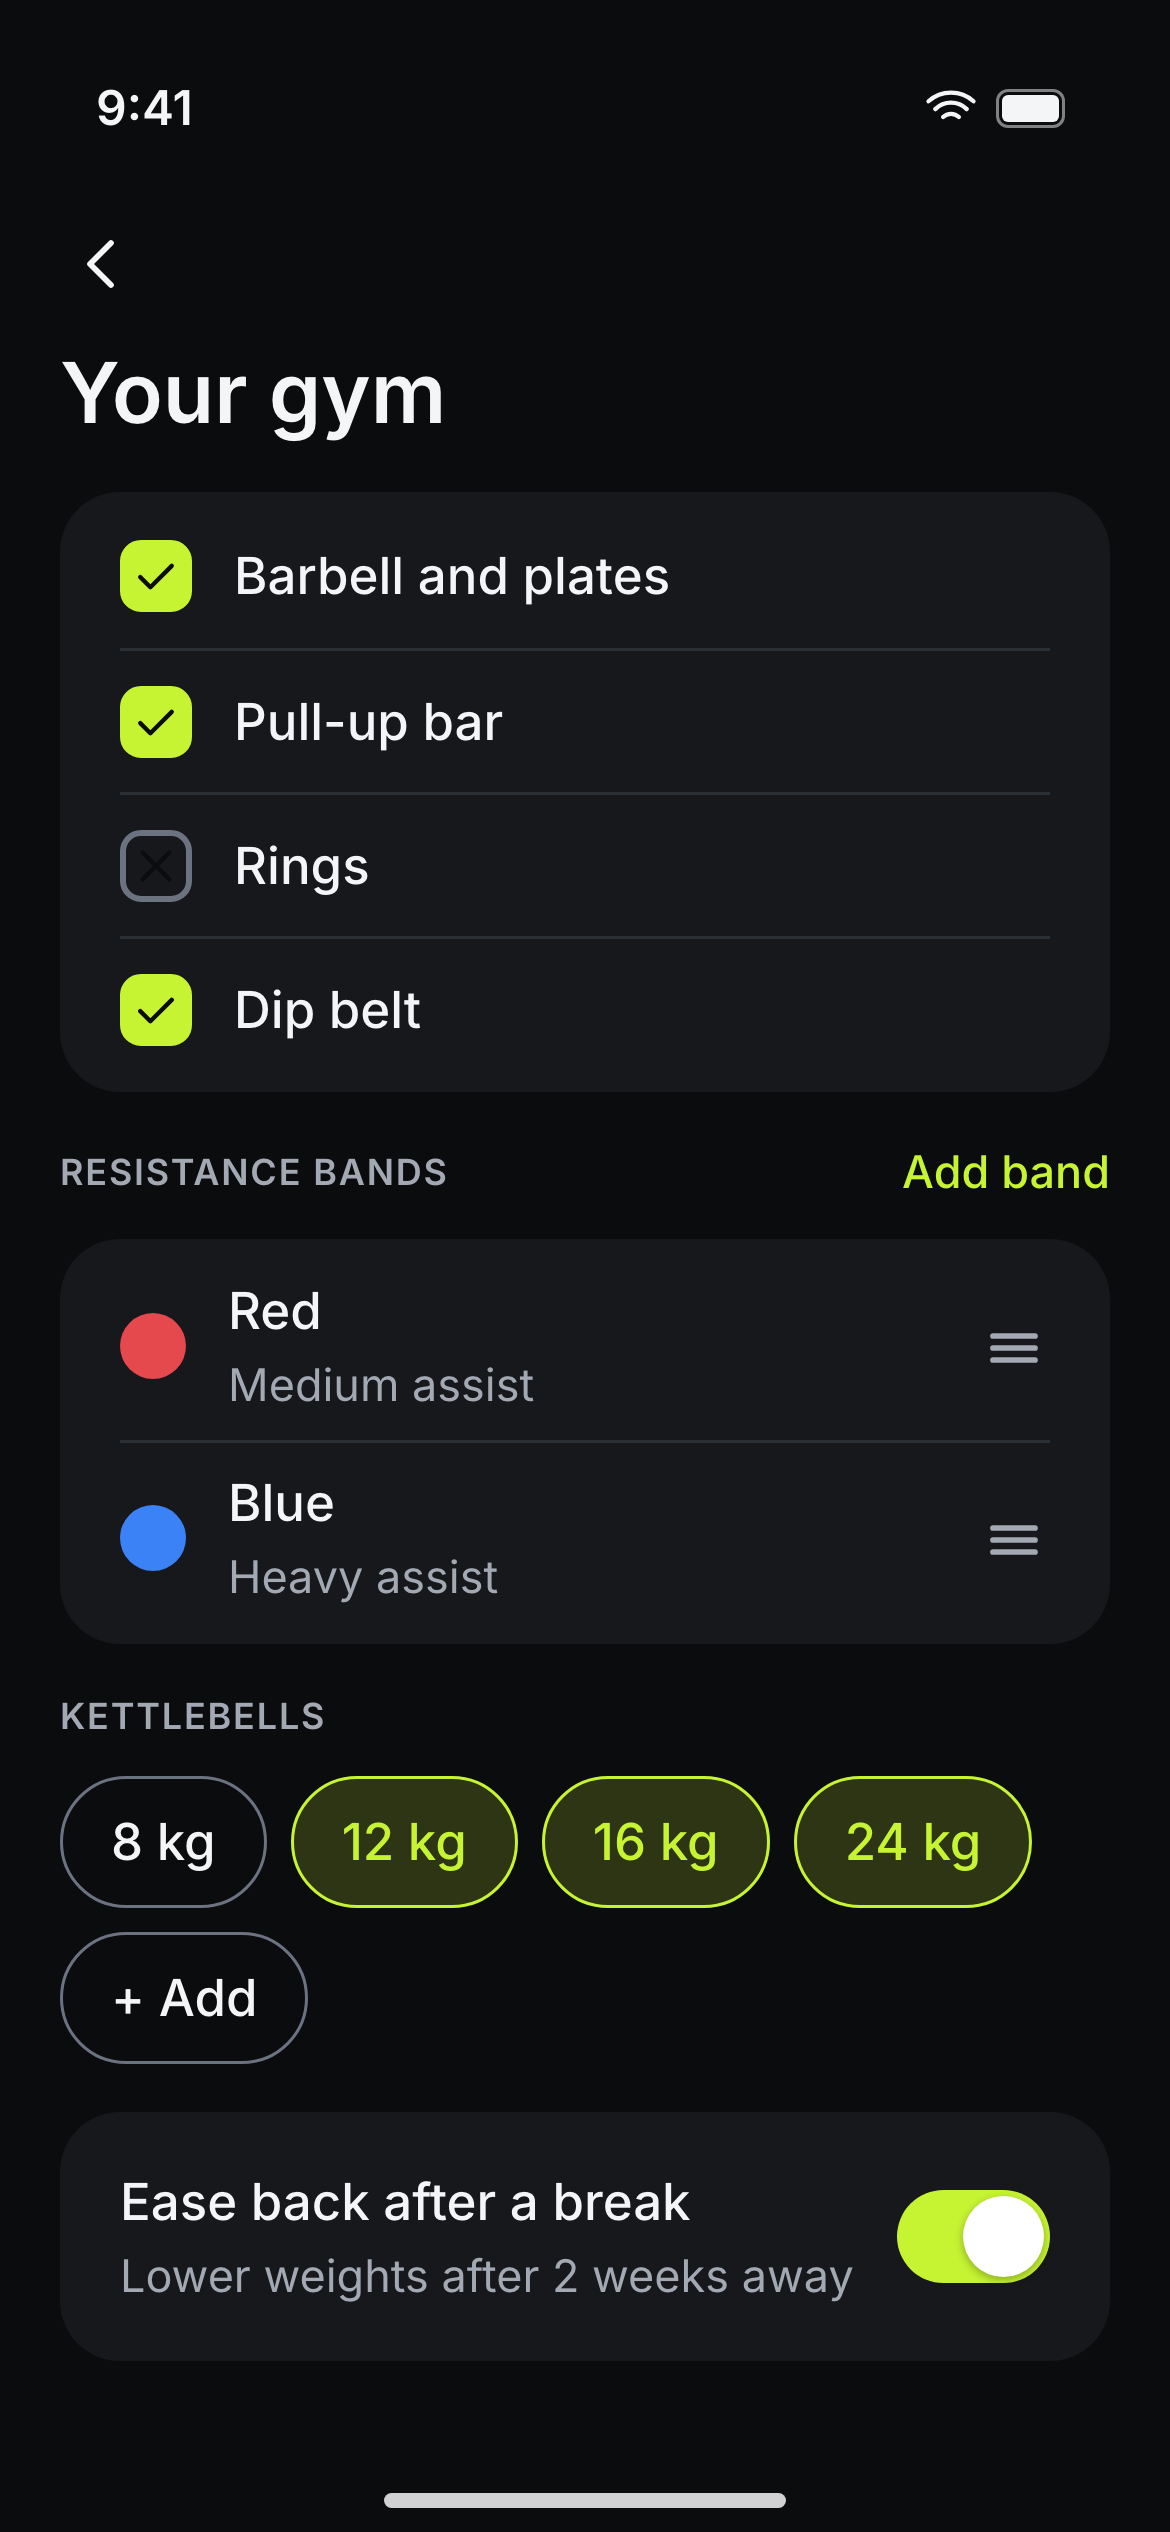 9:41
Your gym
Barbell and plates
Pull-up bar
Rings
Dip belt
RESISTANCE BANDS
Add band
Red
Medium assist
Blue
Heavy assist
KETTLEBELLS
8 kg
12 kg
16 kg
24 kg
+ Add
Ease back after a break
Lower weights after 2 weeks away